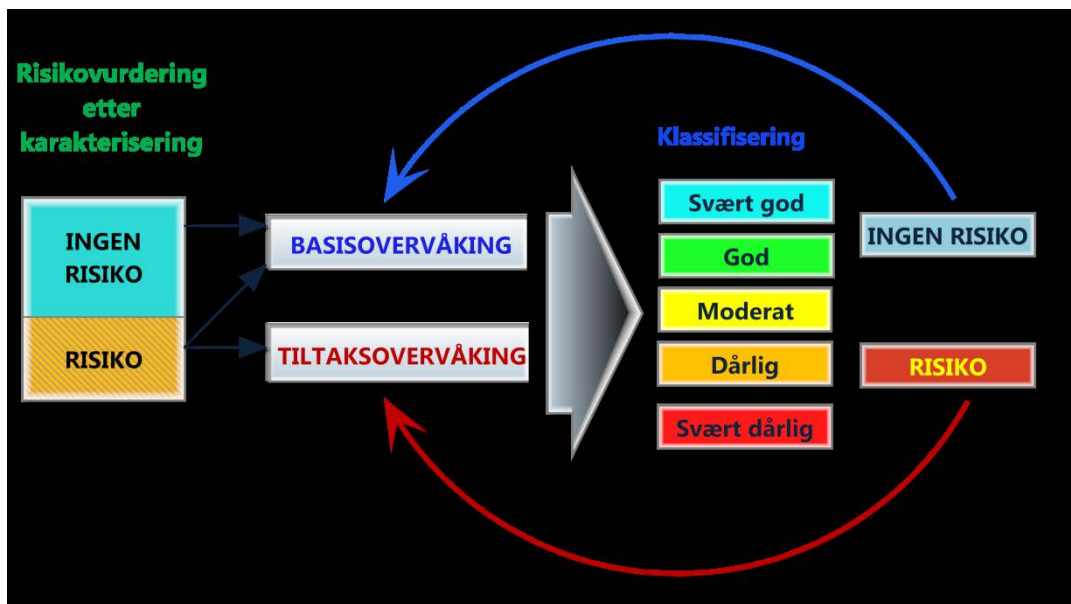 Risikovurdering
etter
karakterisering
INGEN
RISIKO
RISIKO
BASISOVERVÅKING
TILTAKSOVERVÅKING
Klassifisering
Svært god
God
Moderat
Dårlig
Svært dårlig
INGEN RISIKO
RISIKO